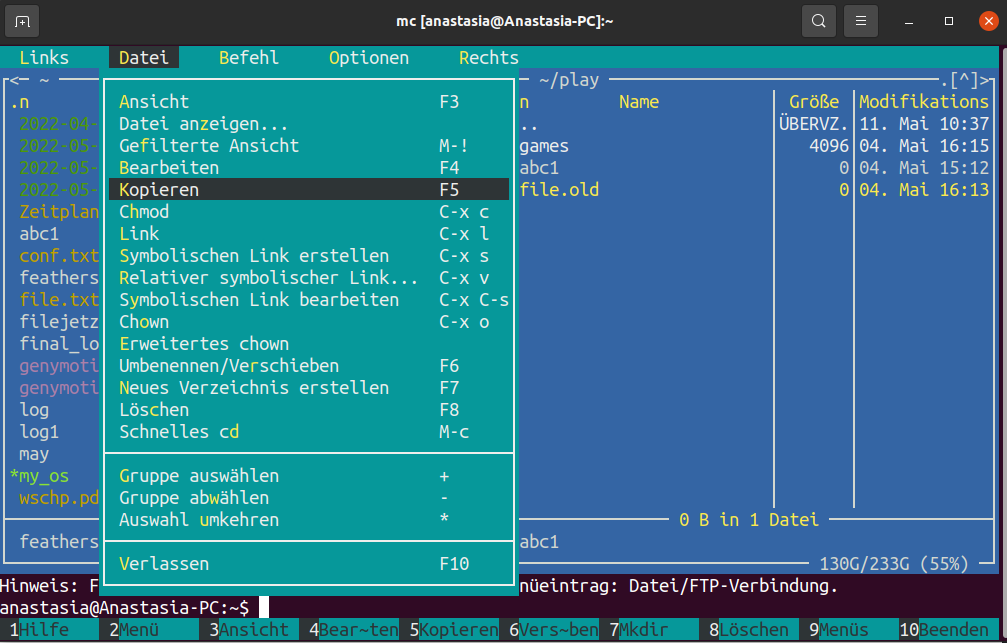 mc [anastasia@Anastasia-PC]:~
Links Datei Befehl Optionen Rechts
<─ ~ ~/play .[^]>
.n Ansicht F3 n Name Größe Modifikations
2022-04- Datei anzeigen... .. ÜBERVZ. 11. Mai 10:37
2022-05- Gefilterte Ansicht M-! games 4096 04. Mai 16:15
2022-05- Bearbeiten F4 abc1 0 04. Mai 15:12
2022-05- Kopieren F5 file.old 0 04. Mai 16:13
Zeitplan Chmod C-x c
abc1 Link C-x l
conf.txt Symbolischen Link erstellen C-x s
feathers Relativer symbolischer Link... C-x v
file.txt Symbolischen Link bearbeiten C-x C-s
filejetz Chown C-x o
final_lo Erweitertes chown
genymoti Umbenennen/Verschieben F6
genymoti Neues Verzeichnis erstellen F7
log Löschen F8
log1 Schnelles cd M-c
may
*my_os Gruppe auswählen +
wschp.pd Gruppe abwählen -
Auswahl umkehren * 0 B in 1 Datei
feathers abc1
Verlassen F10 130G/233G (55%)
Hinweis: F nüeintrag: Datei/FTP-Verbindung.
anastasia@Anastasia-PC:~$
1Hilfe 2Menü 3Ansicht 4Bear~ten 5Kopieren 6Vers~ben 7Mkdir 8Löschen 9Menüs 10Beenden